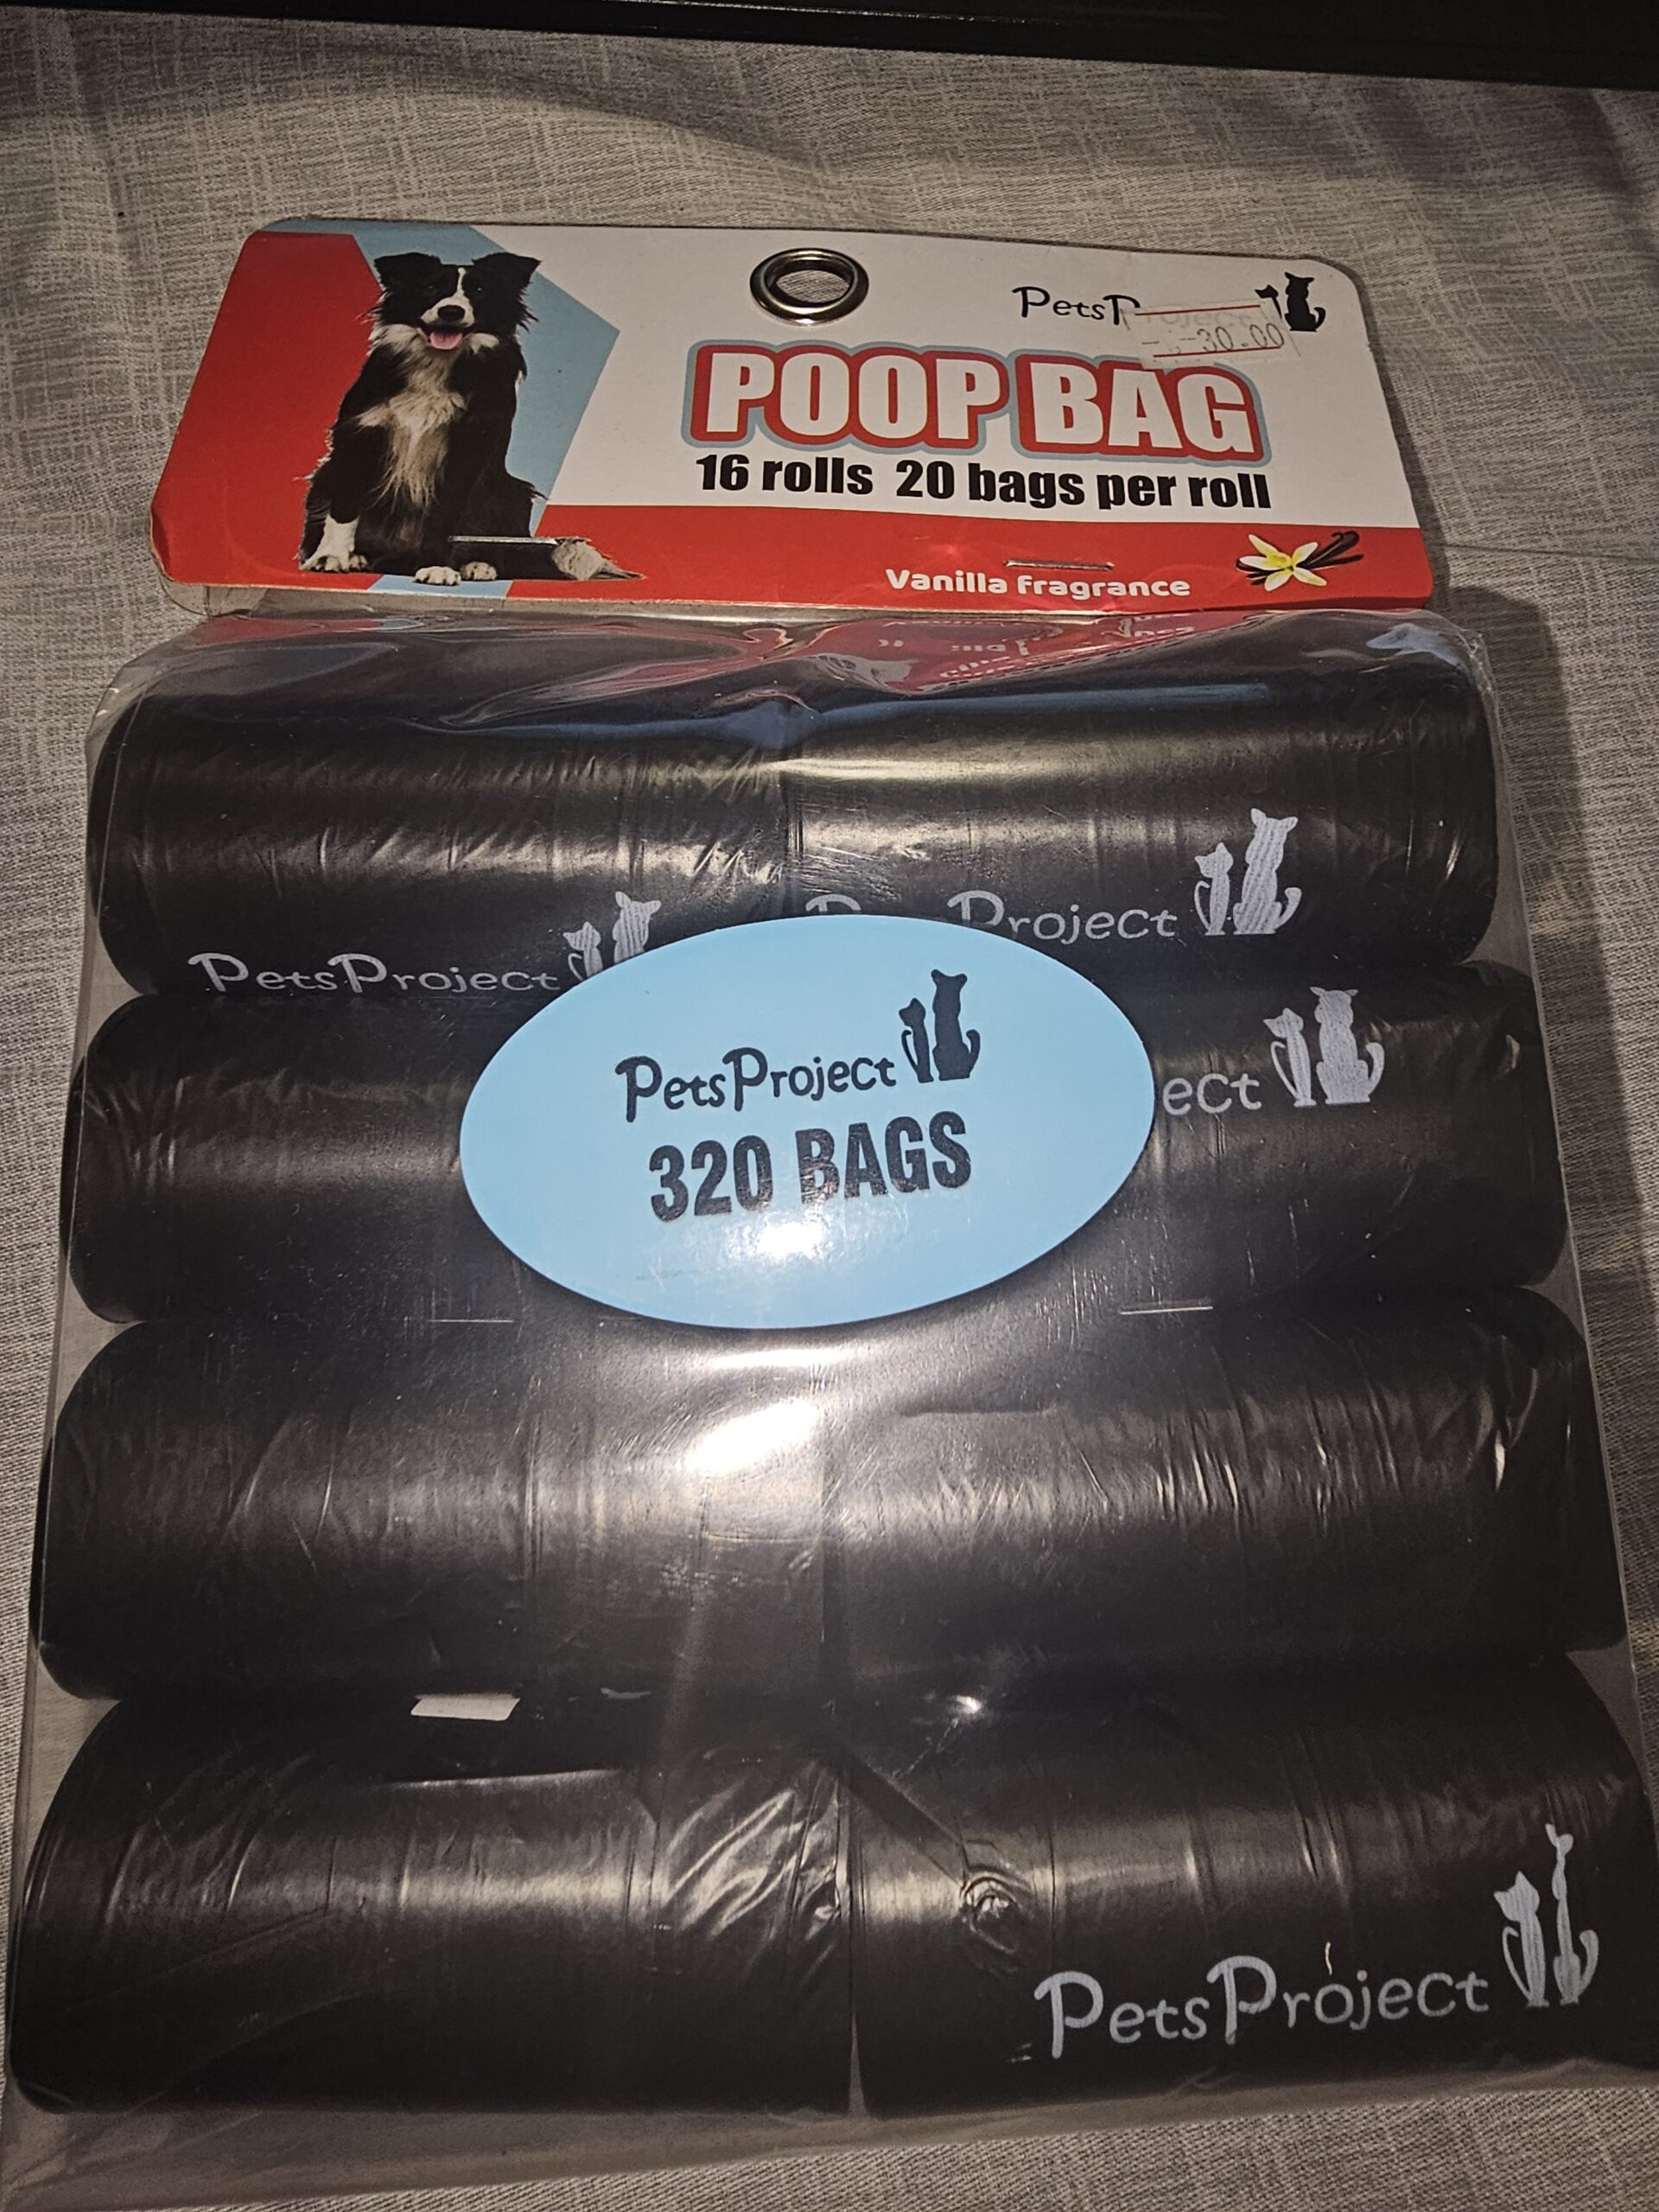 PetsProject
30.00
POOP BAG
16 rolls 20 bags per roll
Vanilla fragrance
PetsProject
Project
PetsProject
320 BAGS
ect
PetsProject